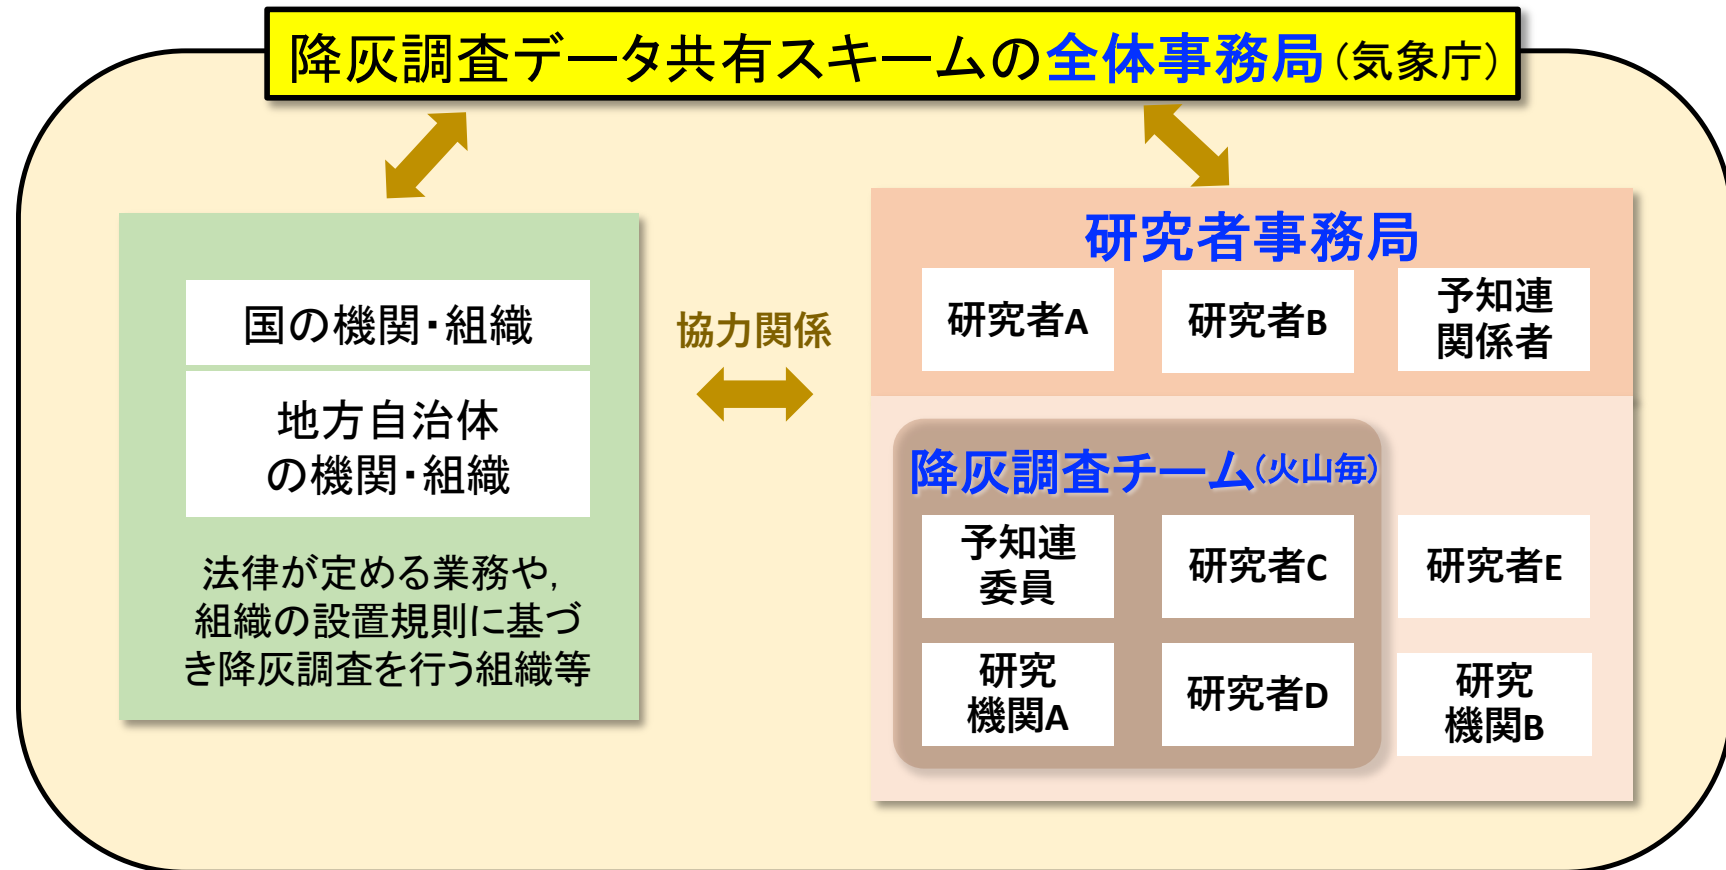 降灰調査データ共有スキームの全体事務局(気象庁)
国の機関・組織
地方自治体
の機関・組織
法律が定める業務や,
組織の設置規則に基づ
き降灰調査を行う組織等
協力関係
研究者事務局
研究者A
研究者B
予知連
関係者
降灰調査チーム(火山毎)
予知連
委員
研究者C
研究者E
研究
機関A
研究者D
研究
機関B